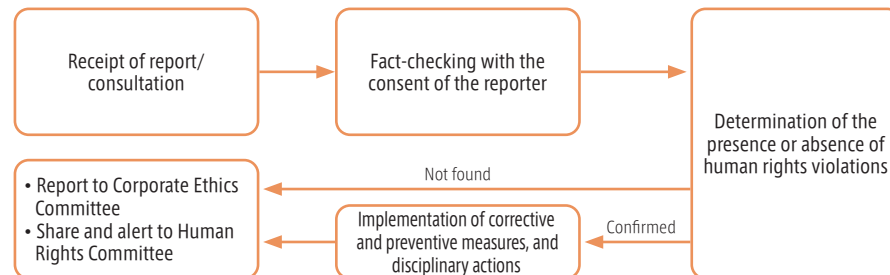 Receipt of report/
consultation
Fact-checking with the
consent of the reporter
Determination of the
presence or absence of
human rights violations
Not found
• Report to Corporate Ethics
Committee
• Share and alert to Human
Rights Committee
Implementation of corrective
and preventive measures, and
disciplinary actions
Confirmed